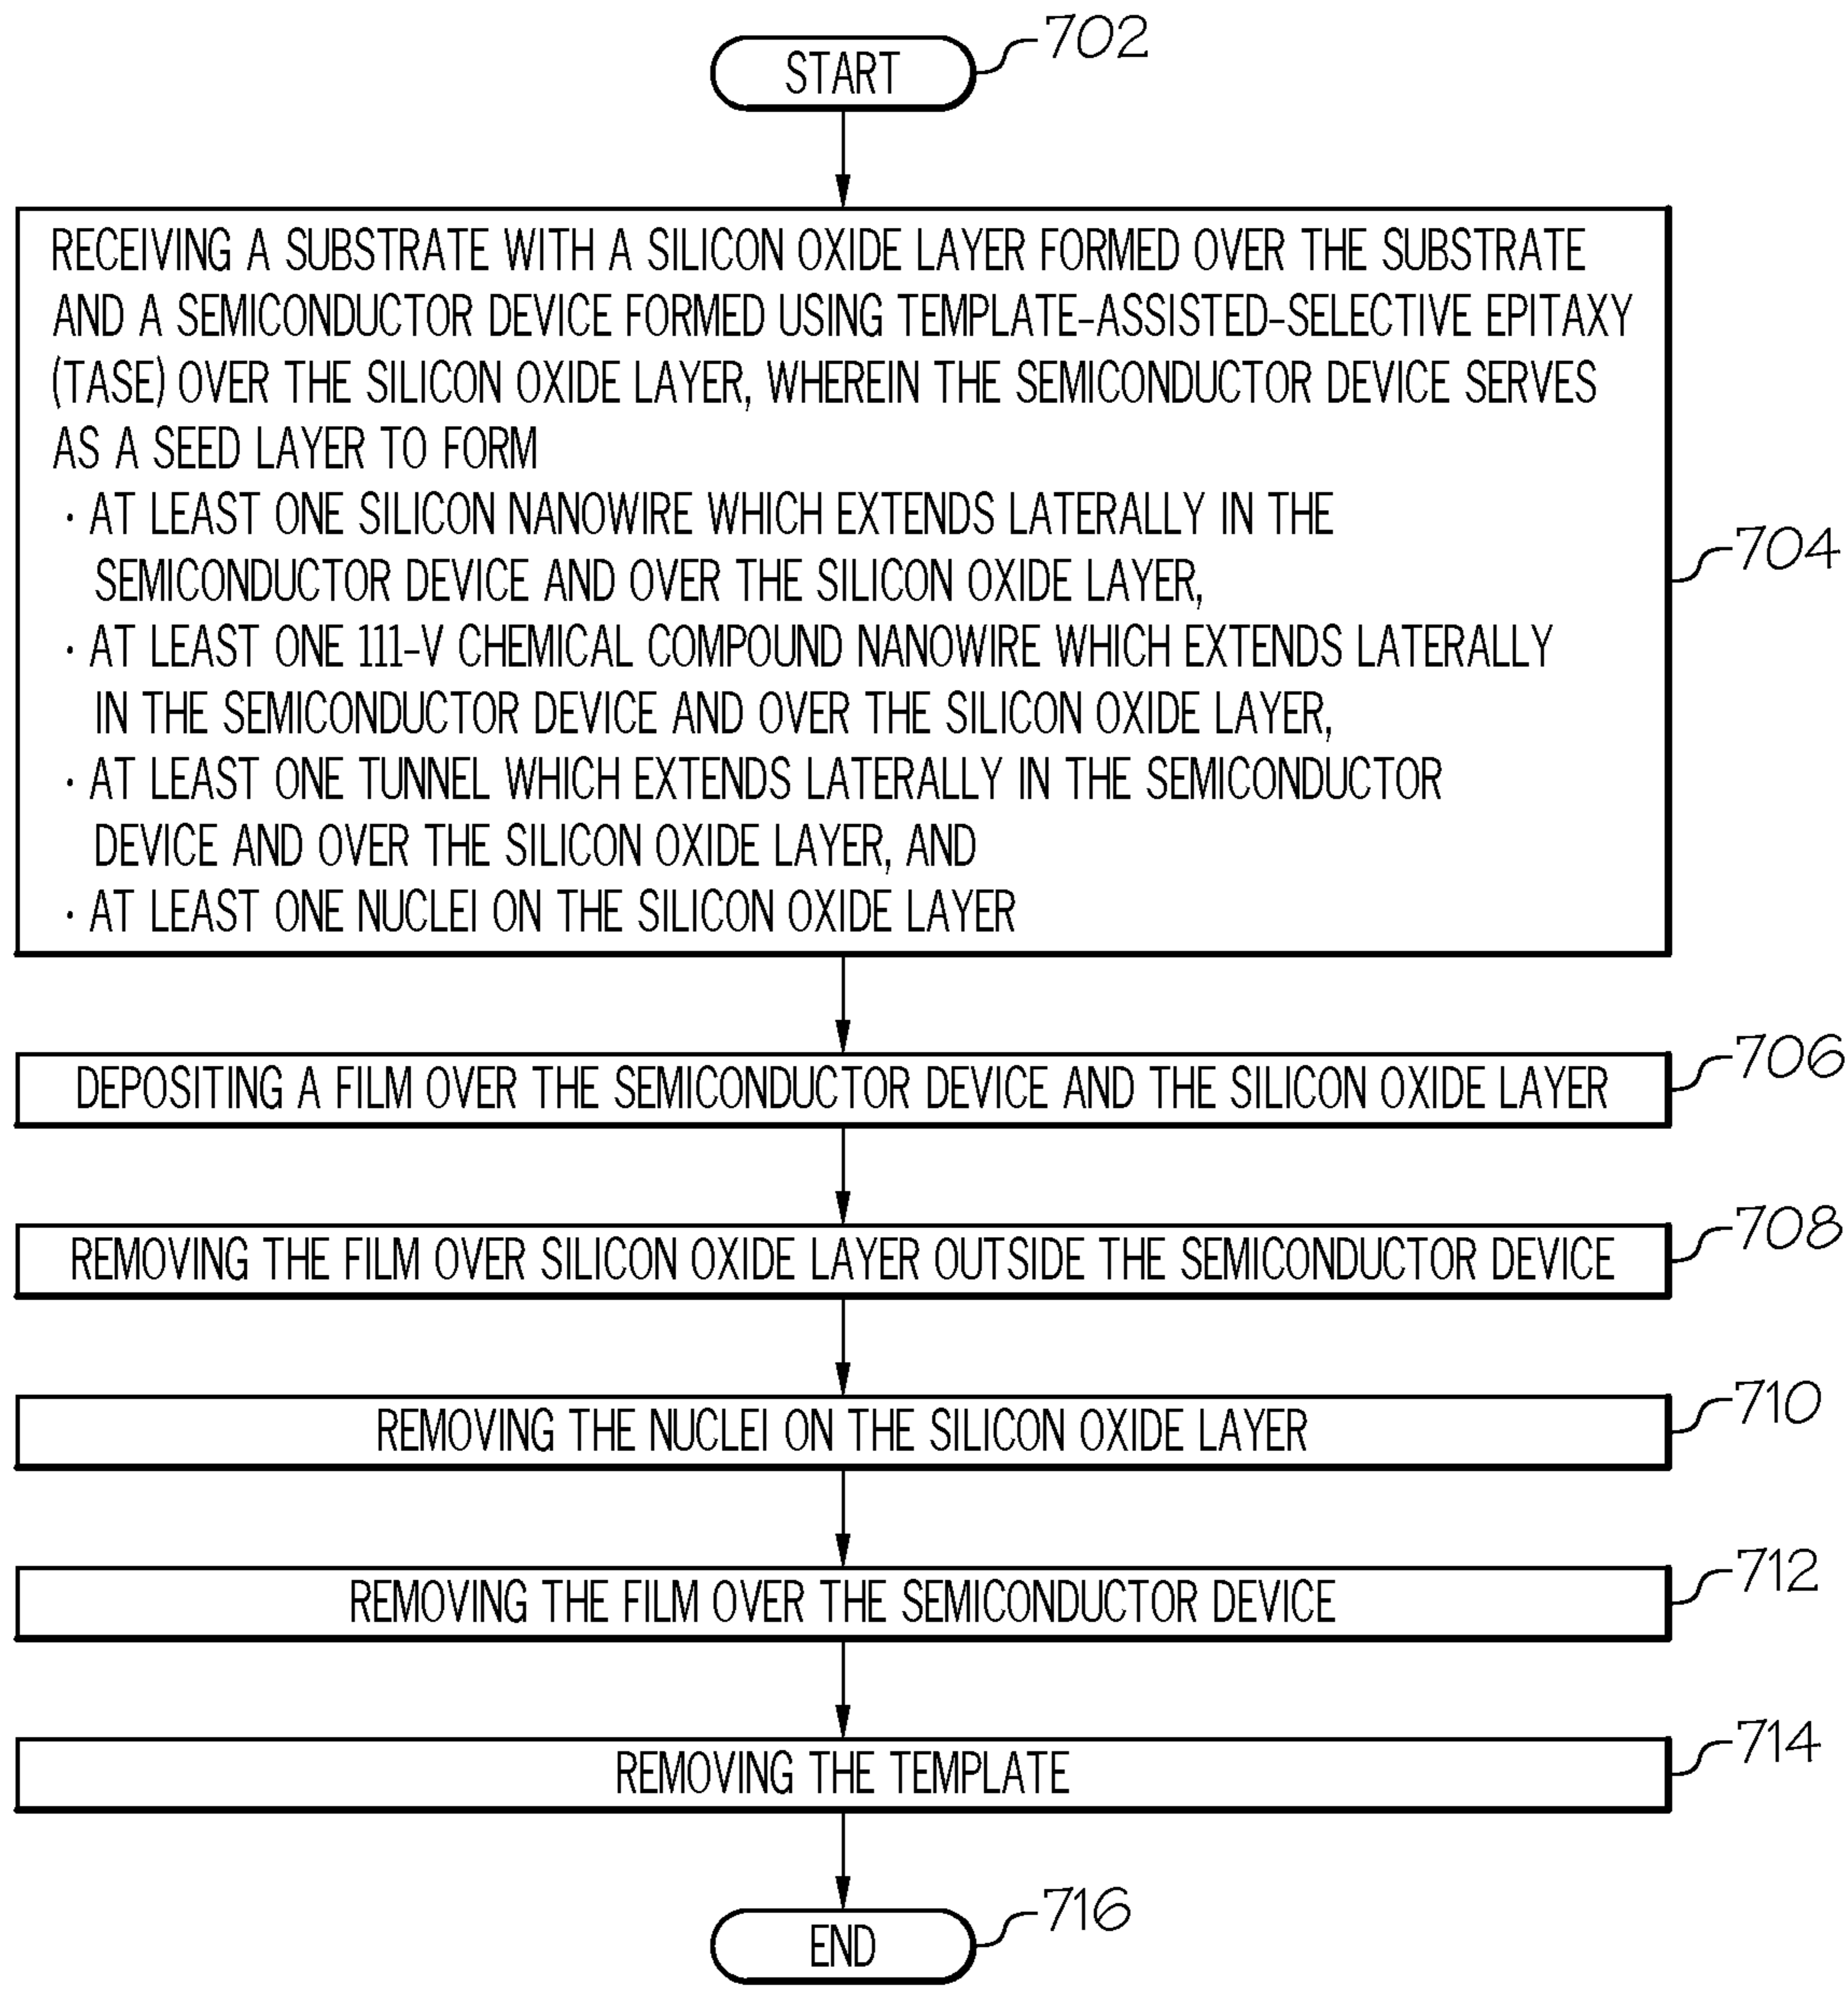 START
702
RECEIVING A SUBSTRATE WITH A SILICON OXIDE LAYER FORMED OVER THE SUBSTRATE
AND A SEMICONDUCTOR DEVICE FORMED USING TEMPLATE-ASSISTED-SELECTIVE EPITAXY
(TASE) OVER THE SILICON OXIDE LAYER, WHEREIN THE SEMICONDUCTOR DEVICE SERVES
AS A SEED LAYER TO FORM
· AT LEAST ONE SILICON NANOWIRE WHICH EXTENDS LATERALLY IN THE
SEMICONDUCTOR DEVICE AND OVER THE SILICON OXIDE LAYER,
· AT LEAST ONE 111-V CHEMICAL COMPOUND NANOWIRE WHICH EXTENDS LATERALLY
IN THE SEMICONDUCTOR DEVICE AND OVER THE SILICON OXIDE LAYER,
· AT LEAST ONE TUNNEL WHICH EXTENDS LATERALLY IN THE SEMICONDUCTOR
DEVICE AND OVER THE SILICON OXIDE LAYER, AND
· AT LEAST ONE NUCLEI ON THE SILICON OXIDE LAYER
704
DEPOSITING A FILM OVER THE SEMICONDUCTOR DEVICE AND THE SILICON OXIDE LAYER
706
REMOVING THE FILM OVER SILICON OXIDE LAYER OUTSIDE THE SEMICONDUCTOR DEVICE
708
REMOVING THE NUCLEI ON THE SILICON OXIDE LAYER
710
REMOVING THE FILM OVER THE SEMICONDUCTOR DEVICE
712
REMOVING THE TEMPLATE
714
END
716